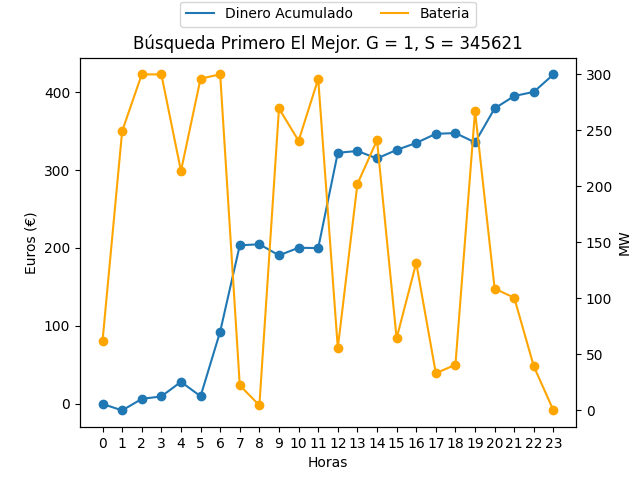 Dinero Acumulado Bateria
Búsqueda Primero El Mejor. G = 1, S = 345621
400
300
200
100
0
Euros (€)
300
250
200
150
100
50
0
MW
0 1 2 3 4 5 6 7 8 9 10 11 12 13 14 15 16 17 18 19 20 21 22 23
Horas